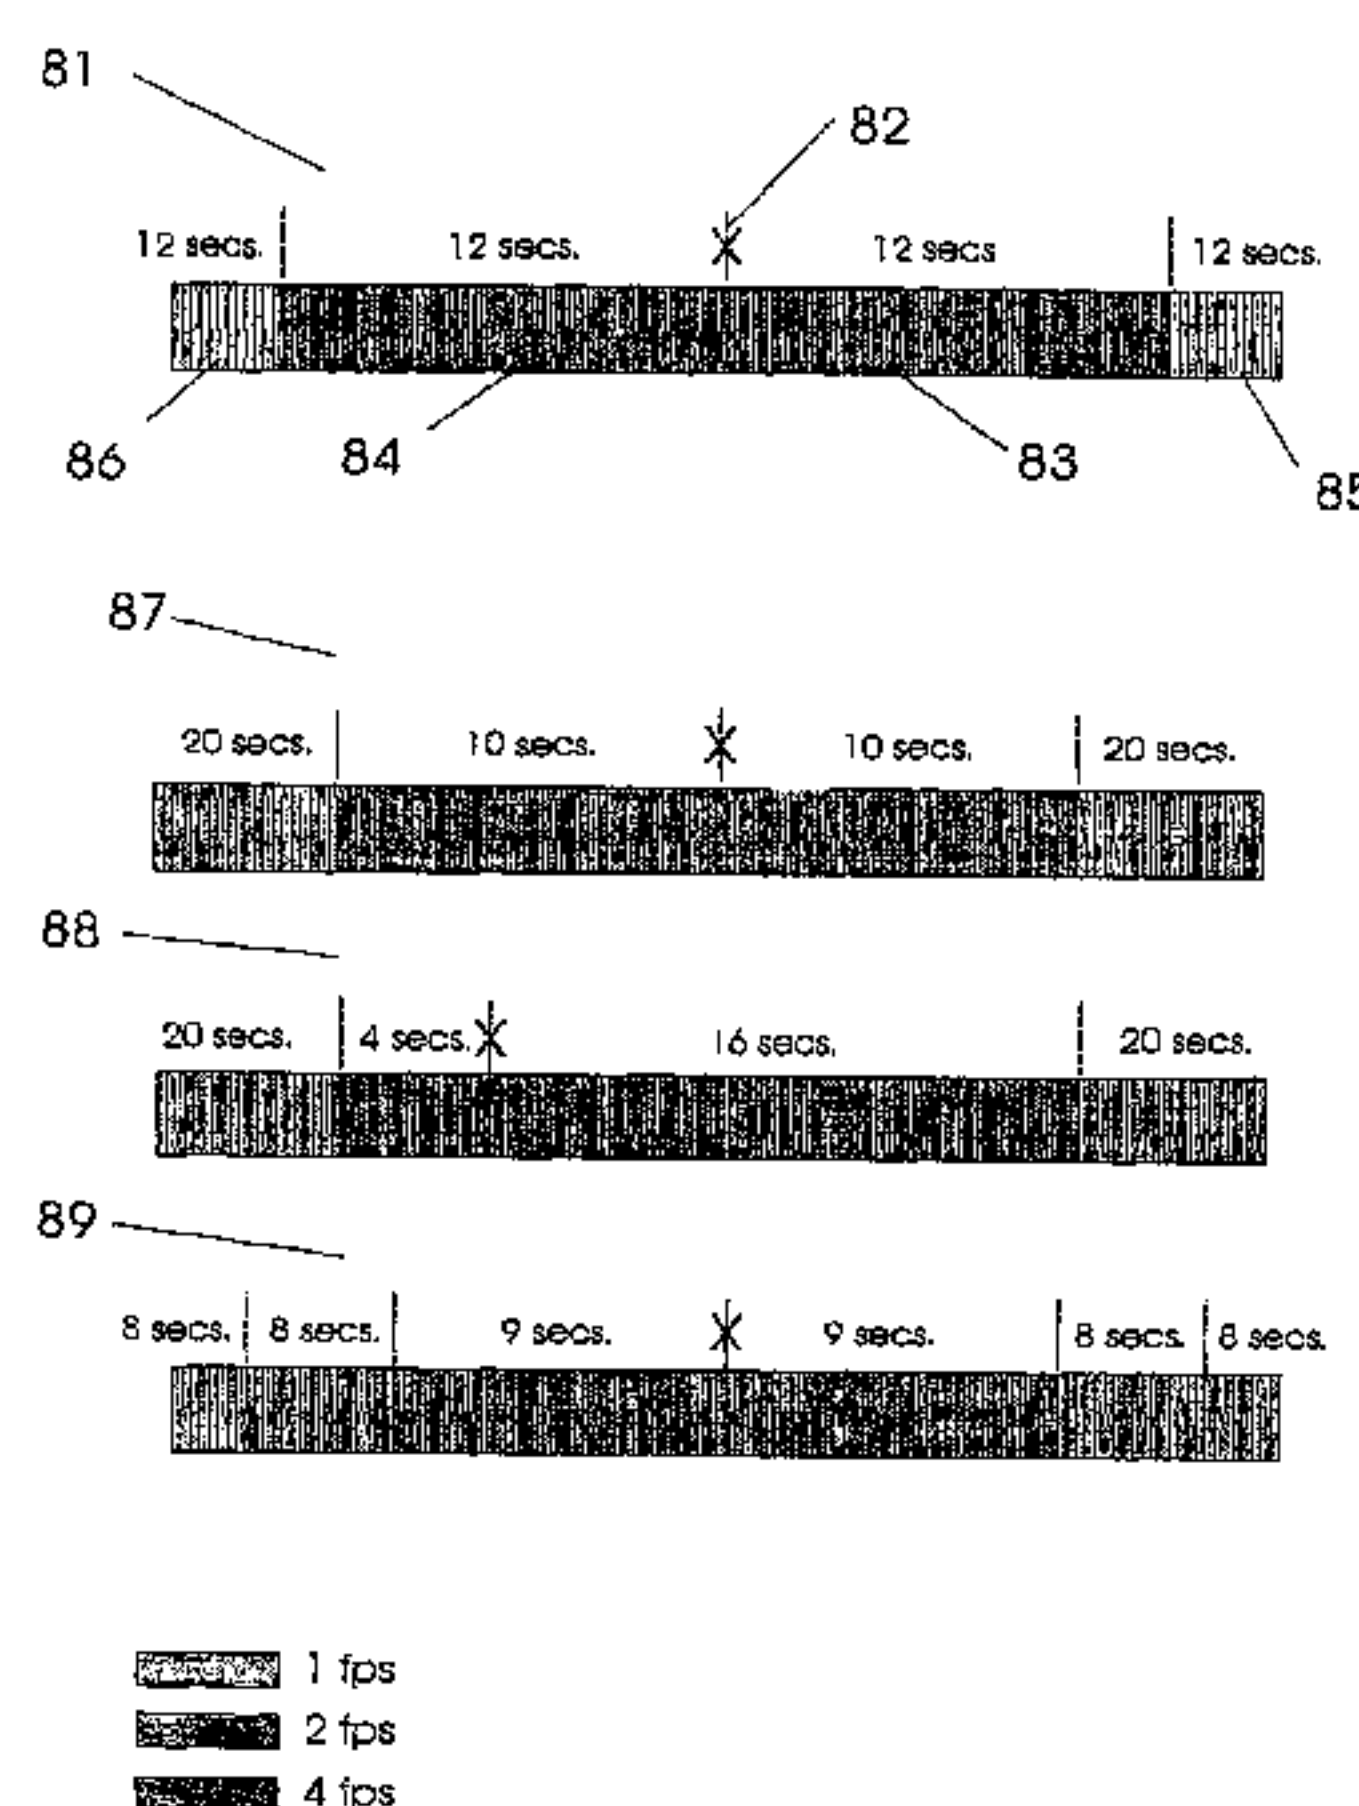 81
82
12 secs. 12 secs. 12 secs 12 secs.
86 84 83 85
87
20 secs. 10 secs. 10 secs. 20 secs.
88
20 secs. 4 secs. 16 secs. 20 secs.
89
8 secs. 8 secs. 9 secs. 9 secs. 8 secs. 8 secs.
1 fps
2 fps
4 fps